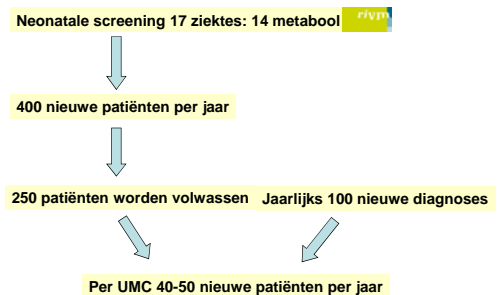 Neonatale screening 17 ziektes: 14 metabool
rivm
400 nieuwe patiënten per jaar
250 patiënten worden volwassen
Jaarlijks 100 nieuwe diagnoses
Per UMC 40-50 nieuwe patiënten per jaar